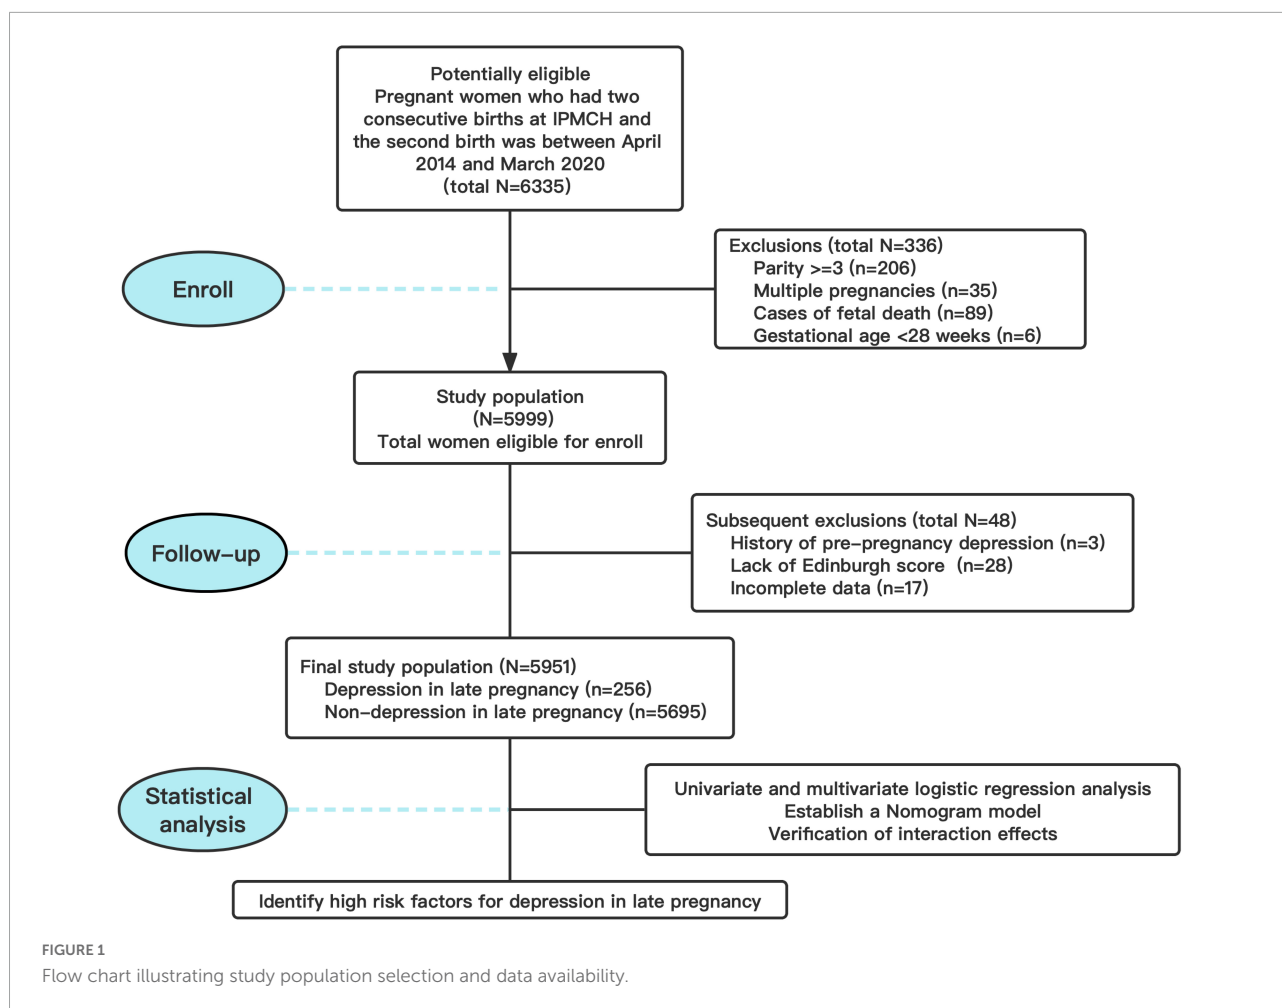 Potentially eligible
Pregnant women who had two
consecutive births at IPMCH and
the second birth was between April
2014 and March 2020
(total N=6335)
Enroll
Exclusions (total N=336)
Parity >=3 (n=206)
Multiple pregnancies (n=35)
Cases of fetal death (n=89)
Gestational age <28 weeks (n=6)
Study population
(N=5999)
Total women eligible for enroll
Follow-up
Subsequent exclusions (total N=48)
History of pre-pregnancy depression (n=3)
Lack of Edinburgh score (n=28)
Incomplete data (n=17)
Final study population (N=5951)
Depression in late pregnancy (n=256)
Non-depression in late pregnancy (n=5695)
Statistical
analysis
Univariate and multivariate logistic regression analysis
Establish a Nomogram model
Verification of interaction effects
Identify high risk factors for depression in late pregnancy
FIGURE 1
Flow chart illustrating study population selection and data availability.